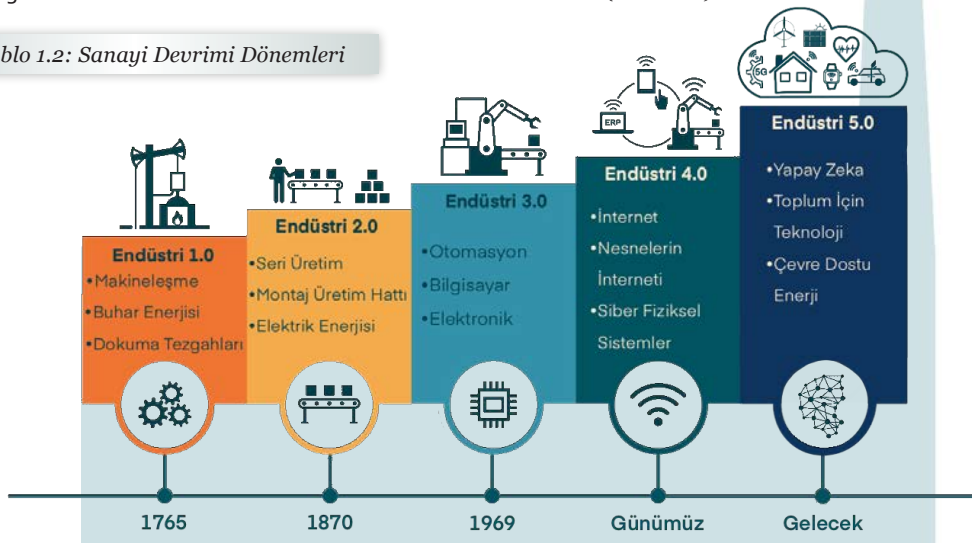 blo 1.2: Sanayi Devrimi Dönemleri
Endüstri 1.0
•Makineleşme
•Buhar Enerjisi
•Dokuma Tezgahları
1765
Endüstri 2.0
•Seri Üretim
•Montaj Üretim Hattı
•Elektrik Enerjisi
1870
Endüstri 3.0
•Otomasyon
•Bilgisayar
•Elektronik
1969
ERP
Endüstri 4.0
•İnternet
•Nesnelerin
İnterneti
•Siber Fiziksel
Sistemler
Günümüz
5G
Endüstri 5.0
•Yapay Zeka
•Toplum İçin
Teknoloji
•Çevre Dostu
Enerji
Gelecek